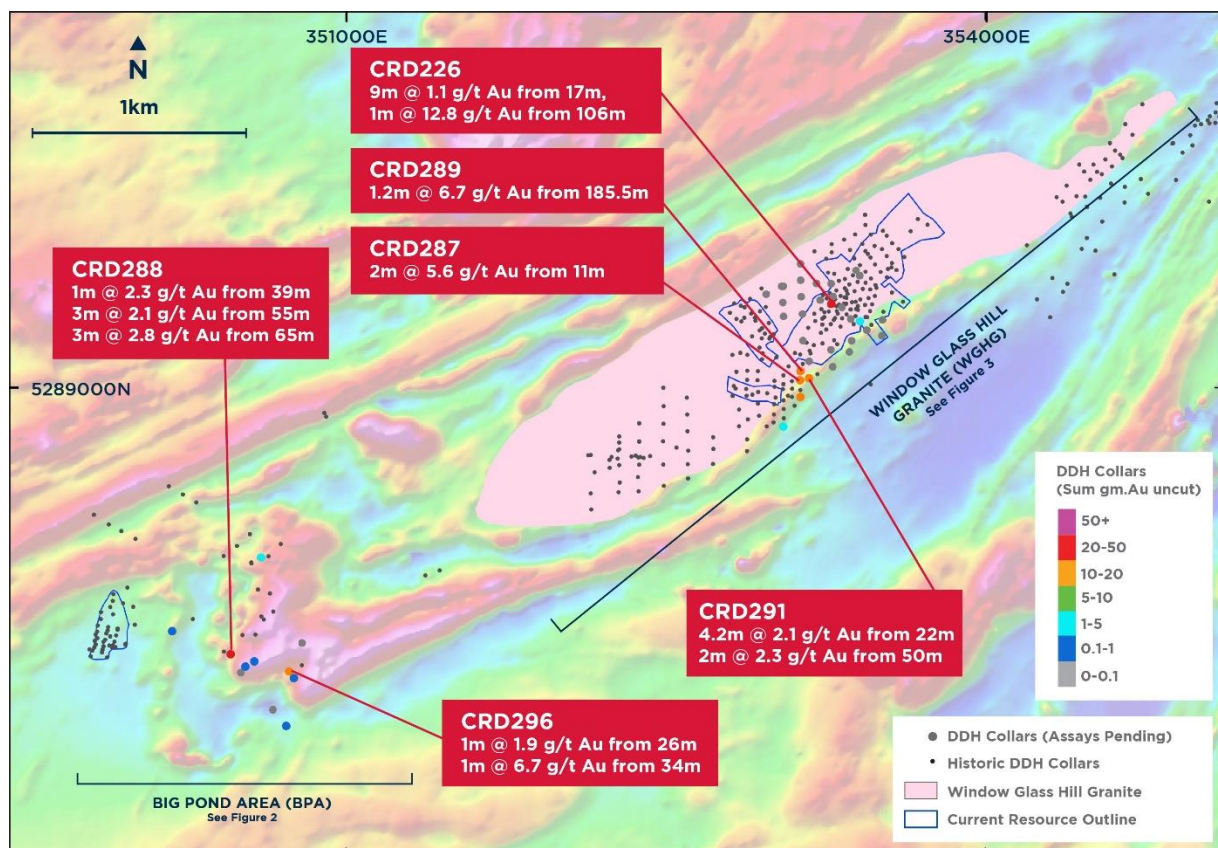 351000E
354000E
N
1km
CRD226
9m @ 1.1 g/t Au from 17m,
1m @ 12.8 g/t Au from 106m
CRD289
1.2m @ 6.7 g/t Au from 185.5m
CRD287
2m @ 5.6 g/t Au from 11m
CRD288
1m @ 2.3 g/t Au from 39m
3m @ 2.1 g/t Au from 55m
3m @ 2.8 g/t Au from 65m
5289000N
WINDOW GLASS HILL
GRANITE (WGHG)
See Figure 3
DDH Collars
(Sum gm.Au uncut)
50+
20-50
10-20
5-10
1-5
0.1-1
0-0.1
CRD291
4.2m @ 2.1 g/t Au from 22m
2m @ 2.3 g/t Au from 50m
CRD296
1m @ 1.9 g/t Au from 26m
1m @ 6.7 g/t Au from 34m
BIG POND AREA (BPA)
See Figure 2
DDH Collars (Assays Pending)
Historic DDH Collars
Window Glass Hill Granite
Current Resource Outline